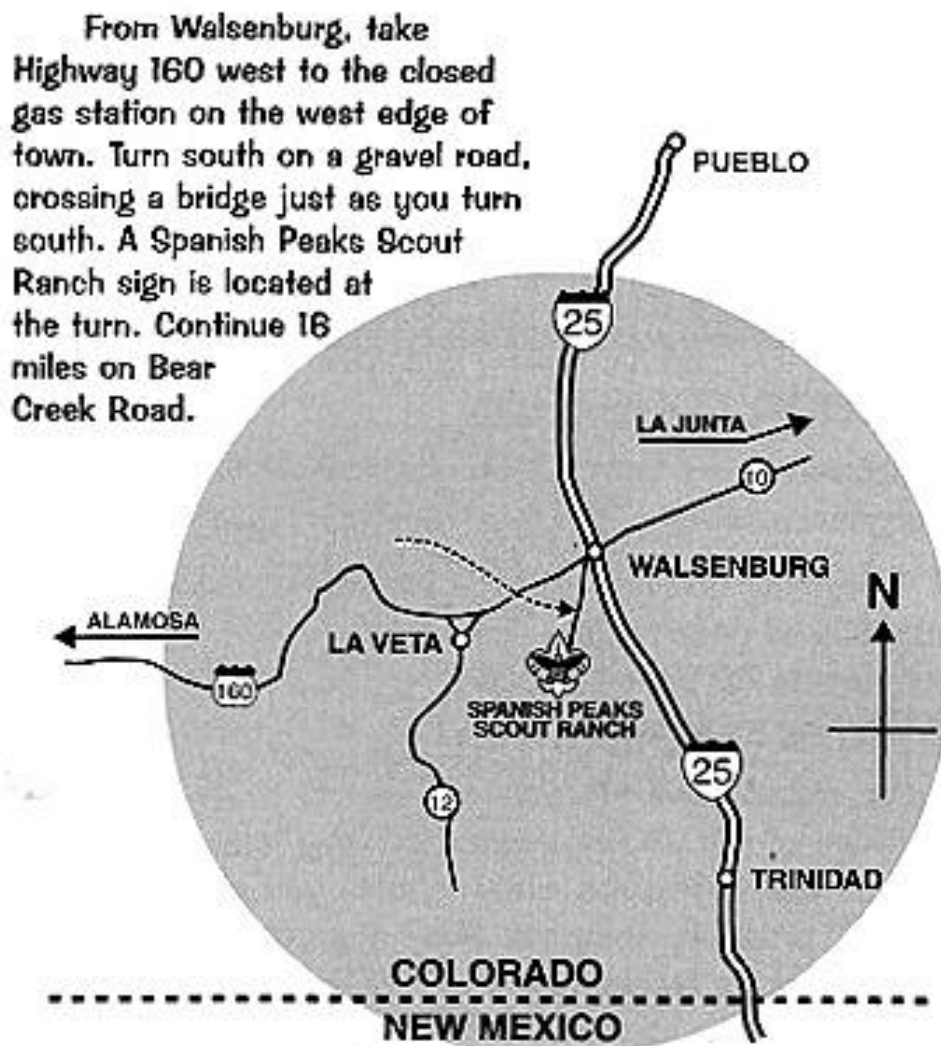 From Walsenburg, take
Highway 160 west to the closed
gas station on the west edge of
town. Turn south on a gravel road,
crossing a bridge just as you turn
south. A Spanish Peaks Scout
Ranch sign is located at
the turn. Continue 16
miles on Bear
Creek Road.
PUEBLO
25
LA JUNTA
10
WALSENBURG
N
ALAMOSA
LA VETA
160
SPANISH PEAKS
SCOUT RANCH
25
12
TRINIDAD
COLORADO
NEW MEXICO